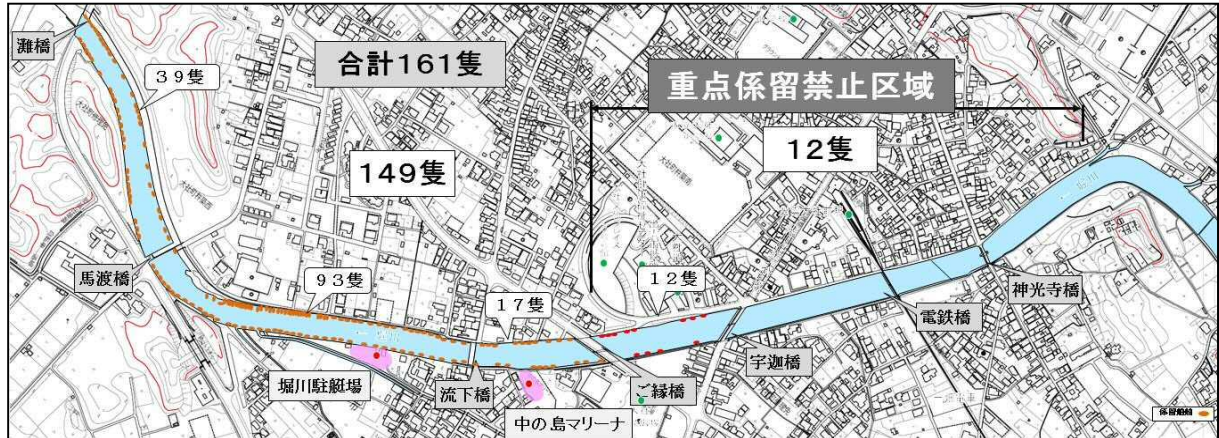 灘橋
39隻
合計161隻
重点係留禁止区域
149隻
12隻
馬渡橋
93隻
17隻
12隻
神光寺橋
電鉄橋
宇迦橋
堀川駐艇場
流下橋
ご縁橋
中の島マリーナ
係留船舶